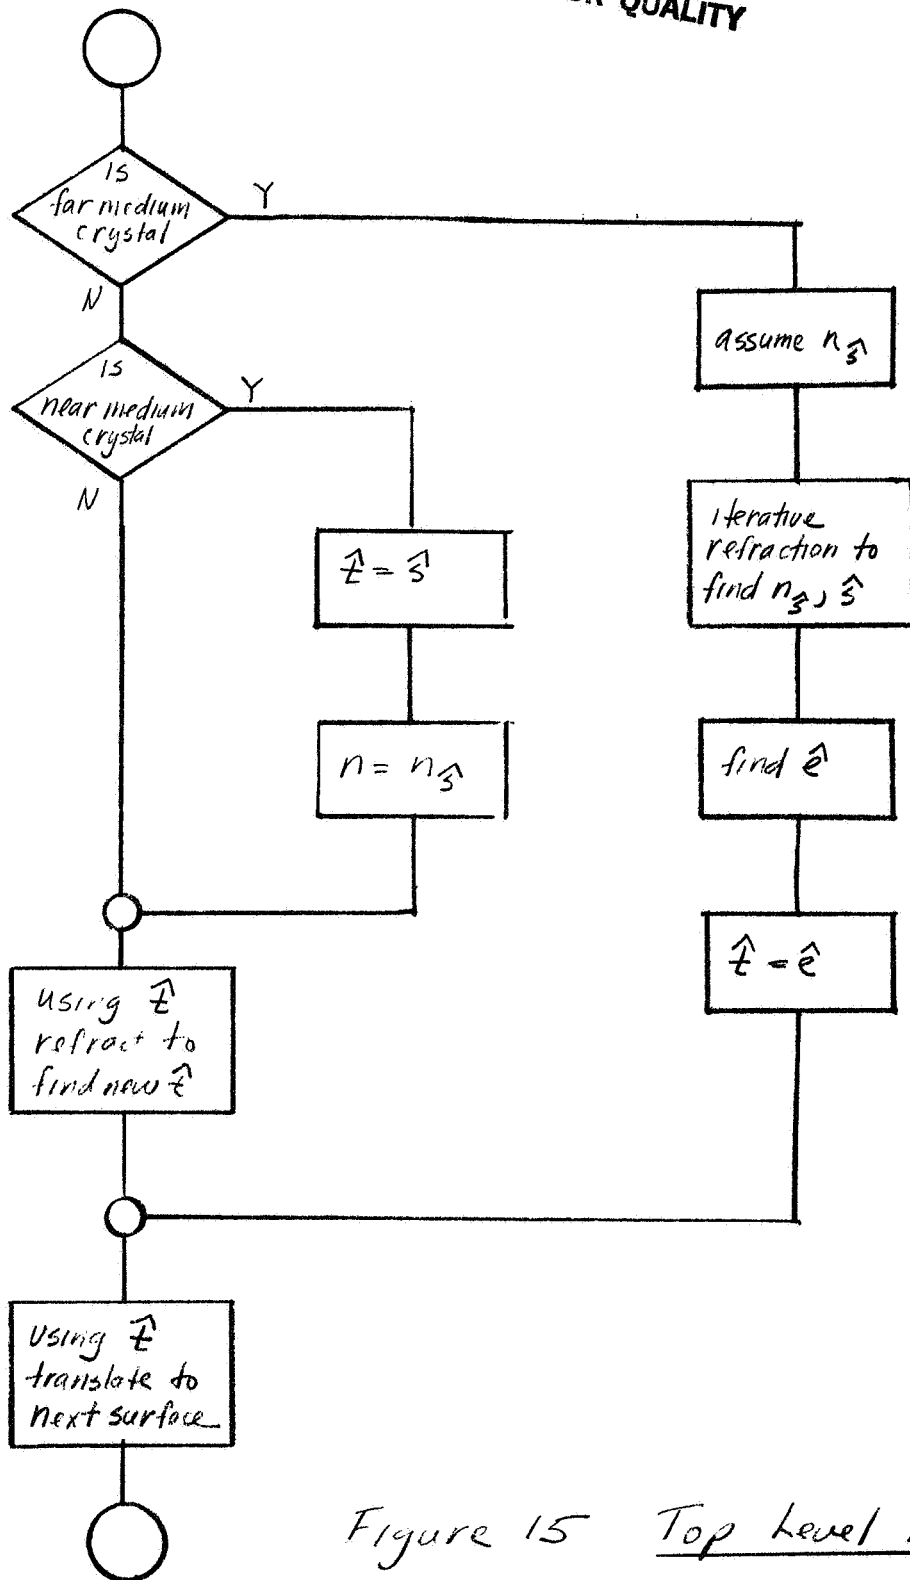 QUALITY
Is
far medium
crystal
Y
N
assume n_ŝ
Is
near medium
crystal
Y
N
iterative
refraction to
find n_ŝ, ŝ
t̂ = ŝ
n = n_ŝ
find ê
t̂ = ê
using t̂
refract to
find new t̂
using t̂
translate to
next surface
Figure 15 Top Level